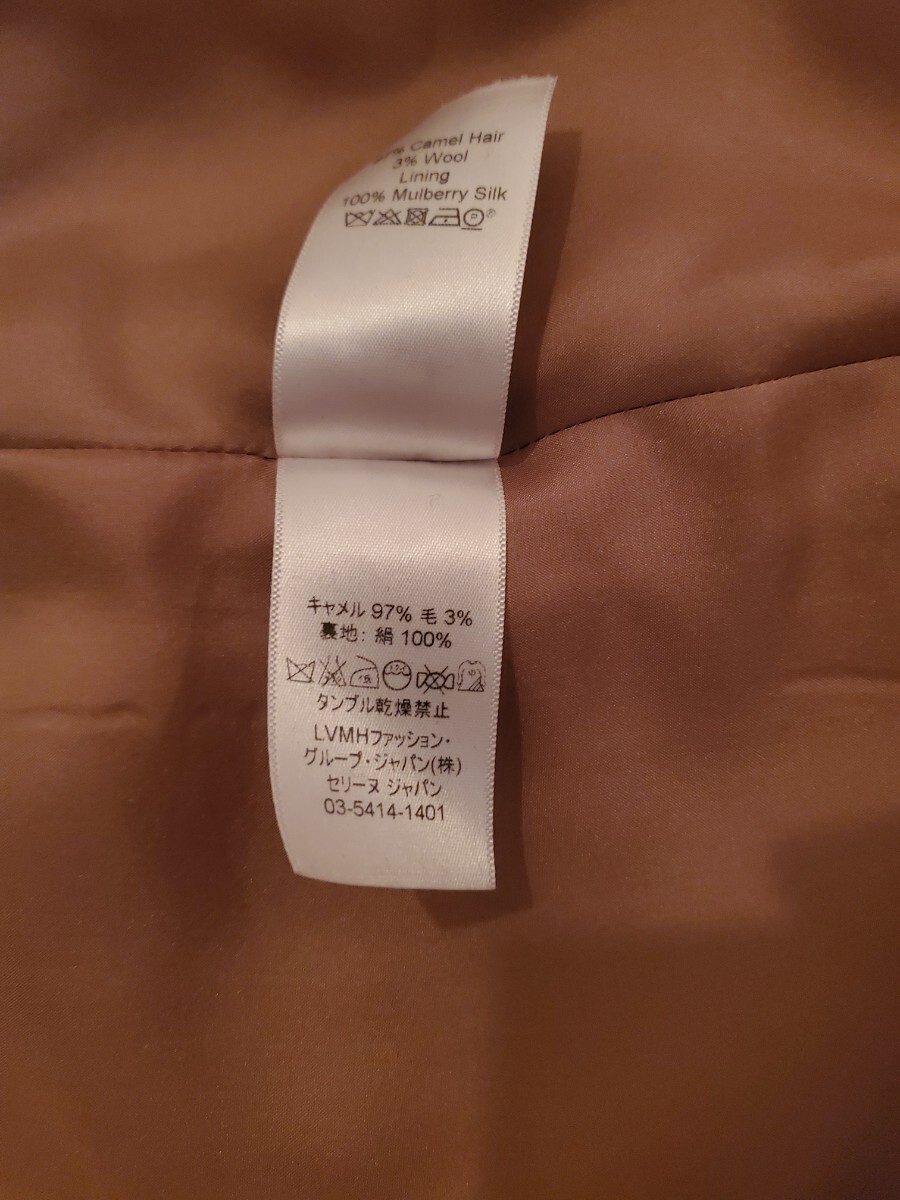 % Camel Hair
3% Wool
Lining
100% Mulberry Silk
P
キャメル 97% 毛 3%
裏地: 絹 100%
タンブル乾燥禁止
LVMHファッション・
グループ・ジャパン(株)
セリーヌ ジャパン
03-5414-1401